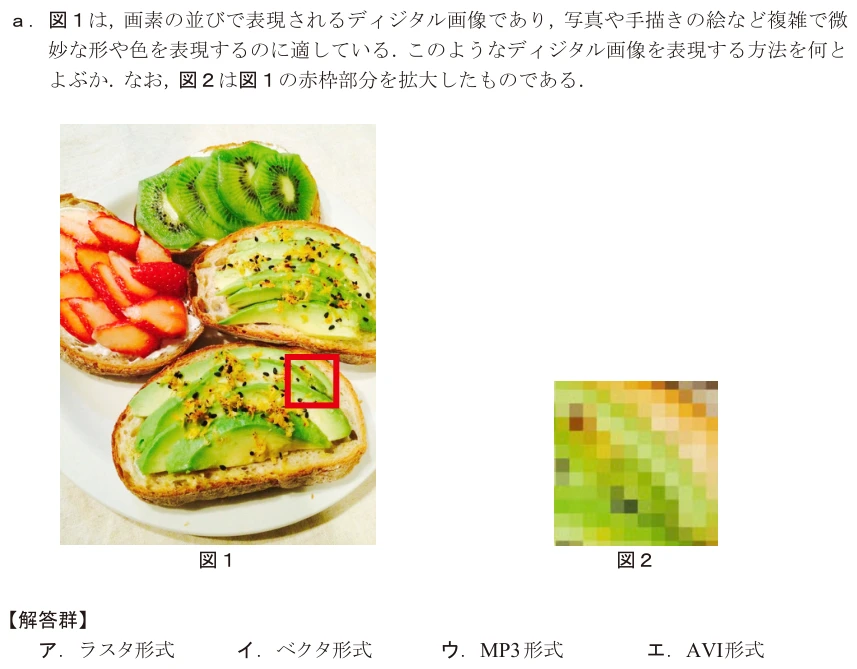 a．図1は，画素の並びで表現されるディジタル画像であり，写真や手描きの絵など複雑で微
妙な形や色を表現するのに適している．このようなディジタル画像を表現する方法を何と
よぶか．なお，図2は図1の赤枠部分を拡大したものである．
図1
図2
【解答群】
ア．ラスタ形式　イ．ベクタ形式　ウ．MP3形式　エ．AVI形式